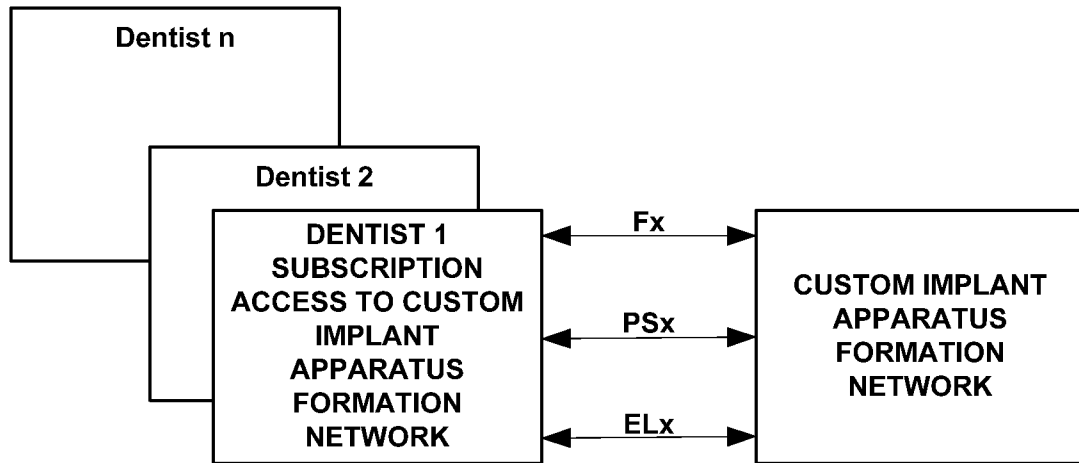 Dentist n
Dentist 2
DENTIST 1
SUBSCRIPTION
ACCESS TO CUSTOM
IMPLANT
APPARATUS
FORMATION
NETWORK
Fx
PSx
ELx
CUSTOM IMPLANT
APPARATUS
FORMATION
NETWORK